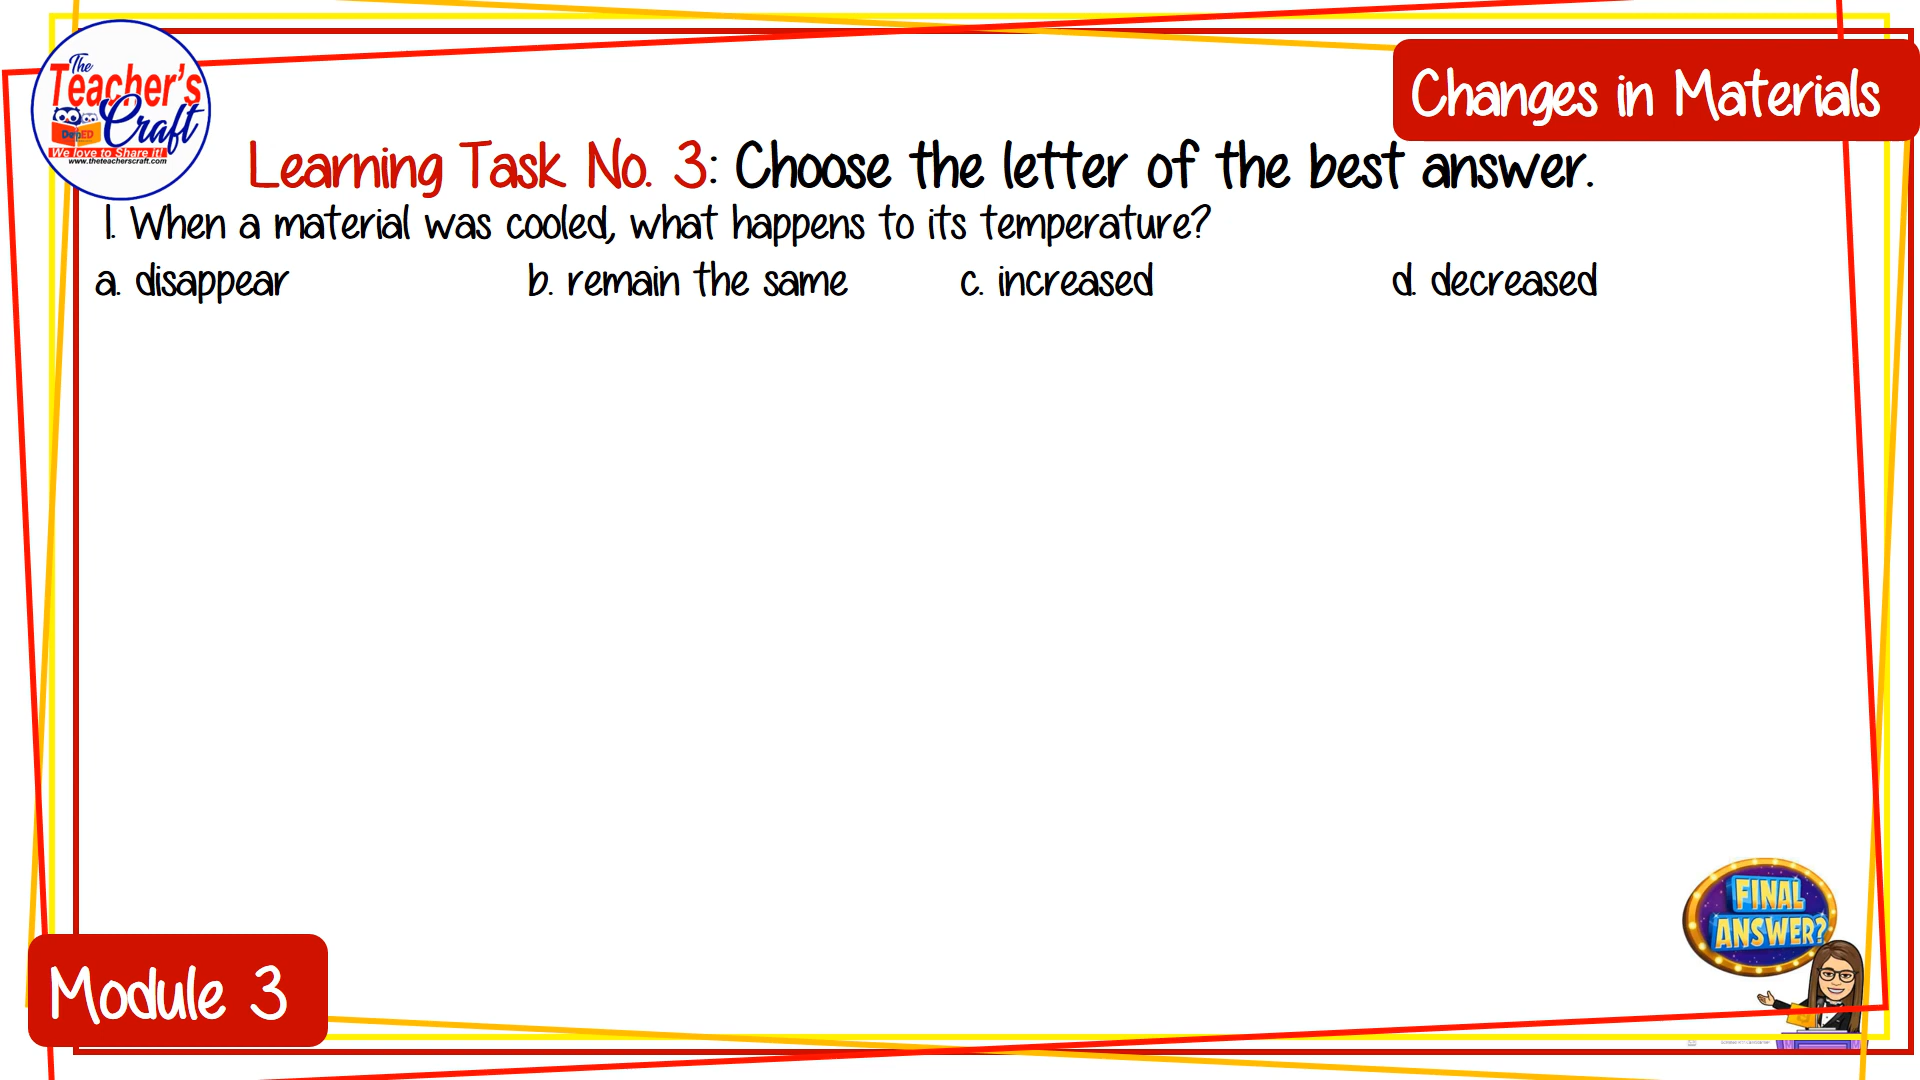 The
Teacher's
Craft
DepED
We love to Share it!
www.theteacherscraft.com
Changes in Materials
Learning Task No. 3: Choose the letter of the best answer.
1. When a material was cooled, what happens to its temperature?
a. disappear b. remain the same c. increased d. decreased
FINAL
ANSWER?
Module 3